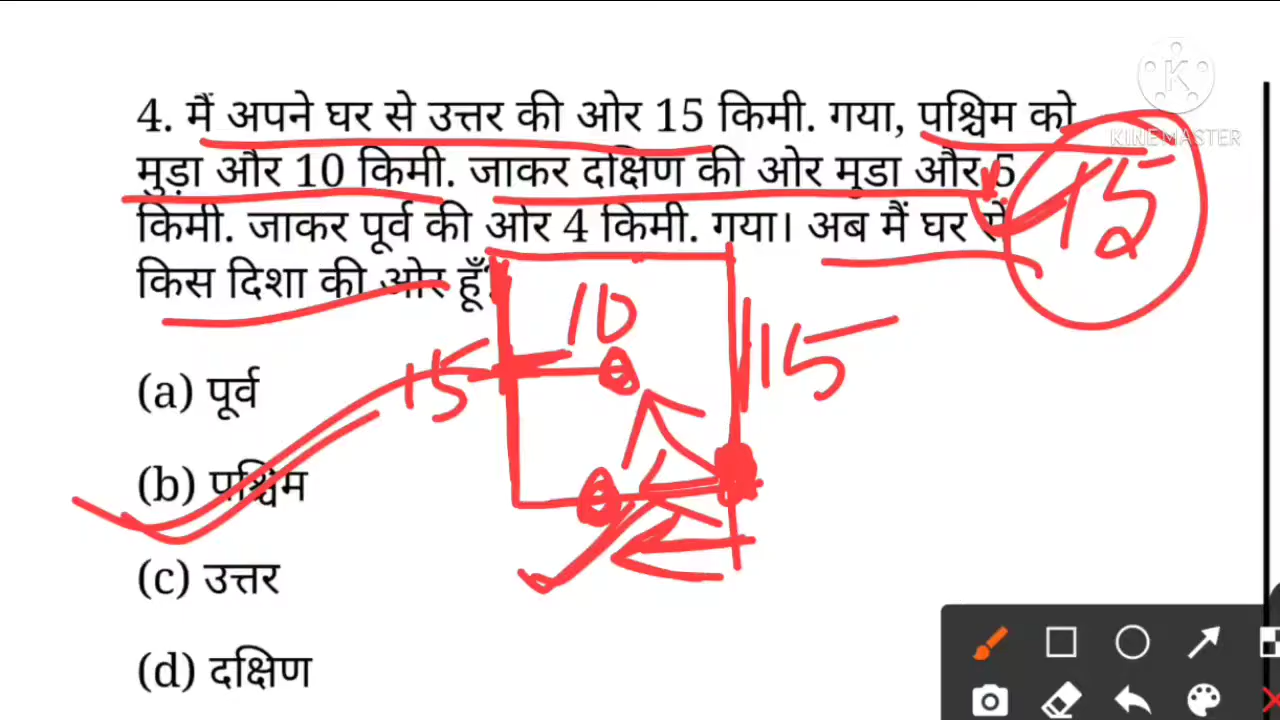 4. मैं अपने घर से उत्तर की ओर 15 किमी. गया, पश्चिम को
मुड़ा और 10 किमी. जाकर दक्षिण की ओर मुडा और 5
किमी. जाकर पूर्व की ओर 4 किमी. गया। अब मैं घर से
किस दिशा की ओर हूँ?
KINEMASTER
15
10
15
15
(a) पूर्व
(b) पश्चिम
(c) उत्तर
(d) दक्षिण